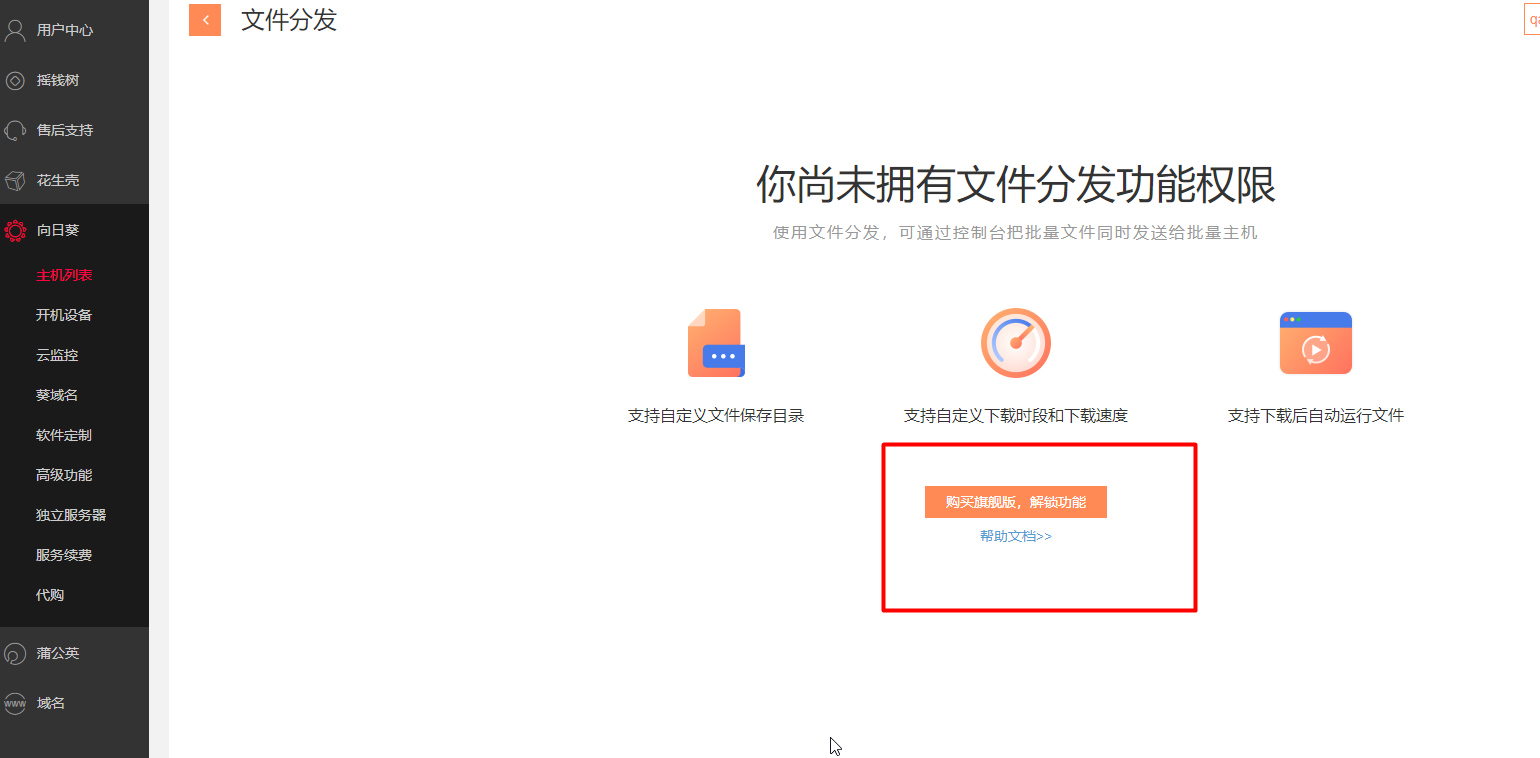 用户中心
摇钱树
售后支持
花生壳
向日葵
主机列表
开机设备
云监控
葵域名
软件定制
高级功能
独立服务器
服务续费
代购
蒲公英
www
域名
文件分发
你尚未拥有文件分发功能权限
使用文件分发，可通过控制台把批量文件同时发送给批量主机
支持自定义文件保存目录
支持自定义下载时段和下载速度
支持下载后自动运行文件
购买旗舰版，解锁功能
帮助文档>>